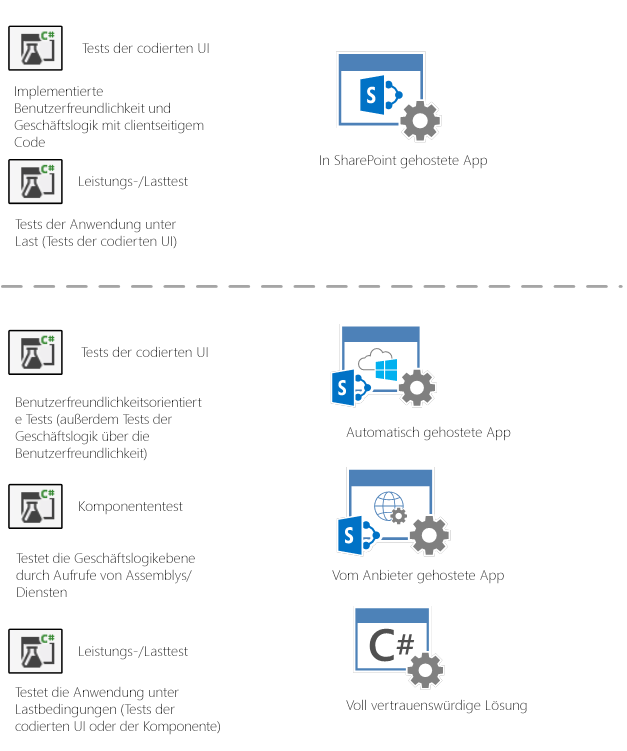 C#
Tests der codierten UI
Implementierte
Benutzerfreundlichkeit und
Geschäftslogik mit clientseitigem
Code
C#
Leistungs-/Lasttest
Tests der Anwendung unter
Last (Tests der codierten UI)
S
In SharePoint gehostete App
C#
Tests der codierten UI
Benutzerfreundlichkeitsorientiert
e Tests (außerdem Tests der
Geschäftslogik über die
Benutzerfreundlichkeit)
C#
Komponententest
Testet die Geschäftslogikebene
durch Aufrufe von Assemblys/
Diensten
C#
Leistungs-/Lasttest
Testet die Anwendung unter
Lastbedingungen (Tests der
codierten UI oder der Komponente)
S
Automatisch gehostete App
S
Vom Anbieter gehostete App
C#
Voll vertrauenswürdige Lösung